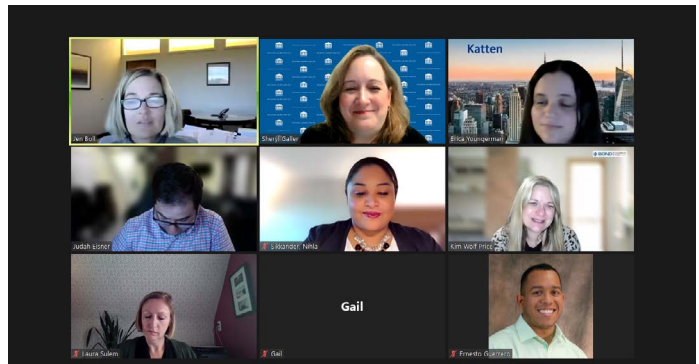 Katten
Jen Boll
Sheryl Galler
Erica Youngerman
BOND
Judah Eisner
Sikkander, Nihla
Kim Wolf Price
Gail
Laura Sulem
Gail
Ernesto Guerrero